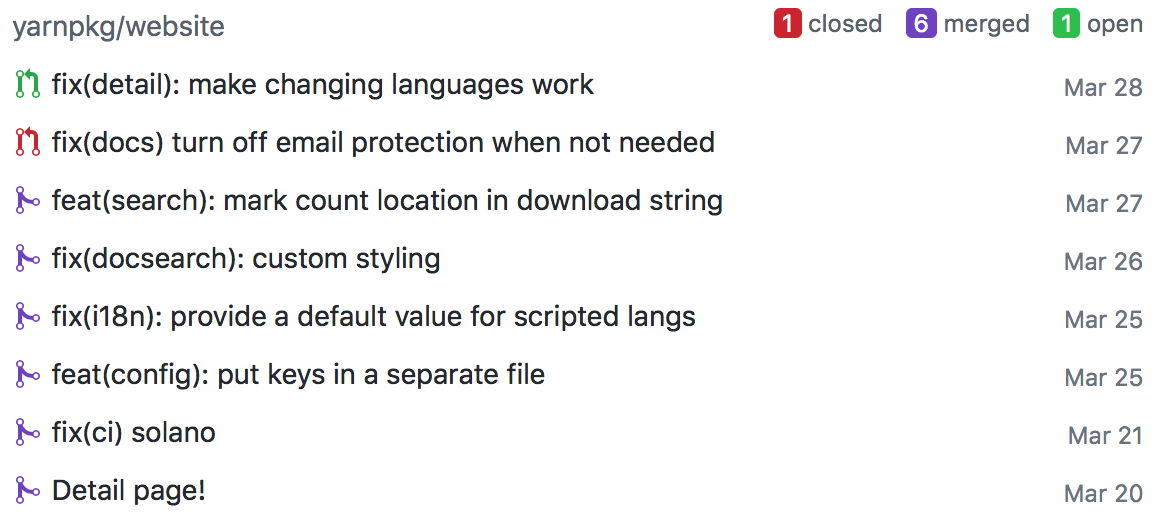 yarnpkg/website 1 closed 6 merged 1 open
fix(detail): make changing languages work Mar 28
fix(docs) turn off email protection when not needed Mar 27
feat(search): mark count location in download string Mar 27
fix(docsearch): custom styling Mar 26
fix(i18n): provide a default value for scripted langs Mar 25
feat(config): put keys in a separate file Mar 25
fix(ci) solano Mar 21
Detail page! Mar 20